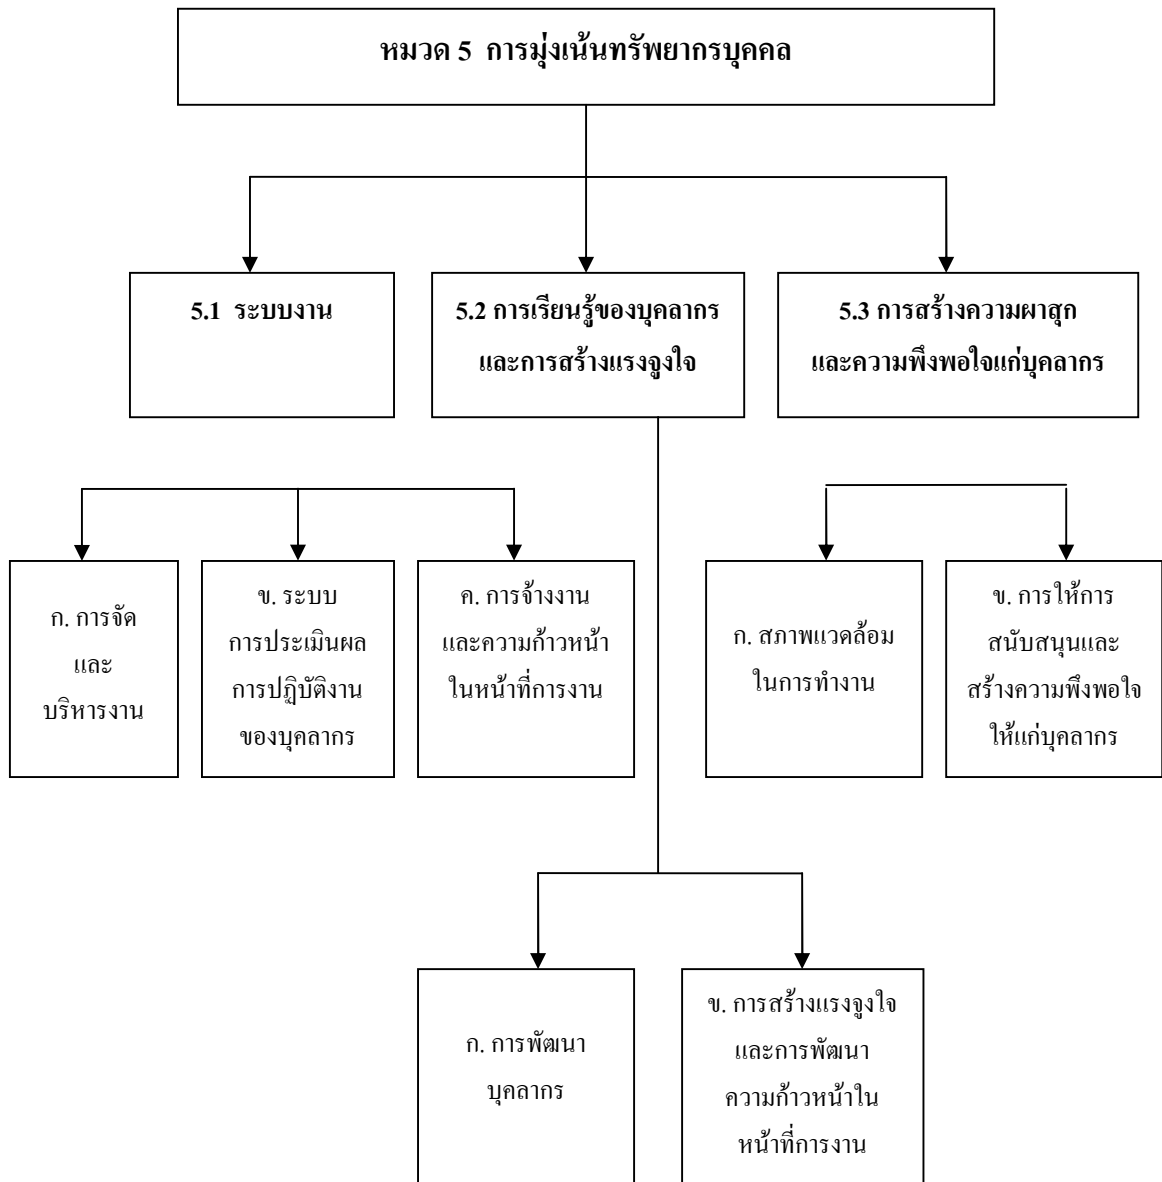 หมวด 5 การมุ่งเน้นทรัพยากรบุคคล
5.1 ระบบงาน
5.2 การเรียนรู้ของบุคลากร
และการสร้างแรงจูงใจ
5.3 การสร้างความผาสุก
และความพึงพอใจแก่บุคลากร
ก. การจัด
และ
บริหารงาน
ข. ระบบ
การประเมินผล
การปฏิบัติงาน
ของบุคลากร
ค. การจ้างงาน
และความก้าวหน้า
ในหน้าที่การงาน
ก. สภาพแวดล้อม
ในการทำงาน
ข. การให้การ
สนับสนุนและ
สร้างความพึงพอใจ
ให้แก่บุคลากร
ก. การพัฒนา
บุคลากร
ข. การสร้างแรงจูงใจ
และการพัฒนา
ความก้าวหน้าใน
หน้าที่การงาน